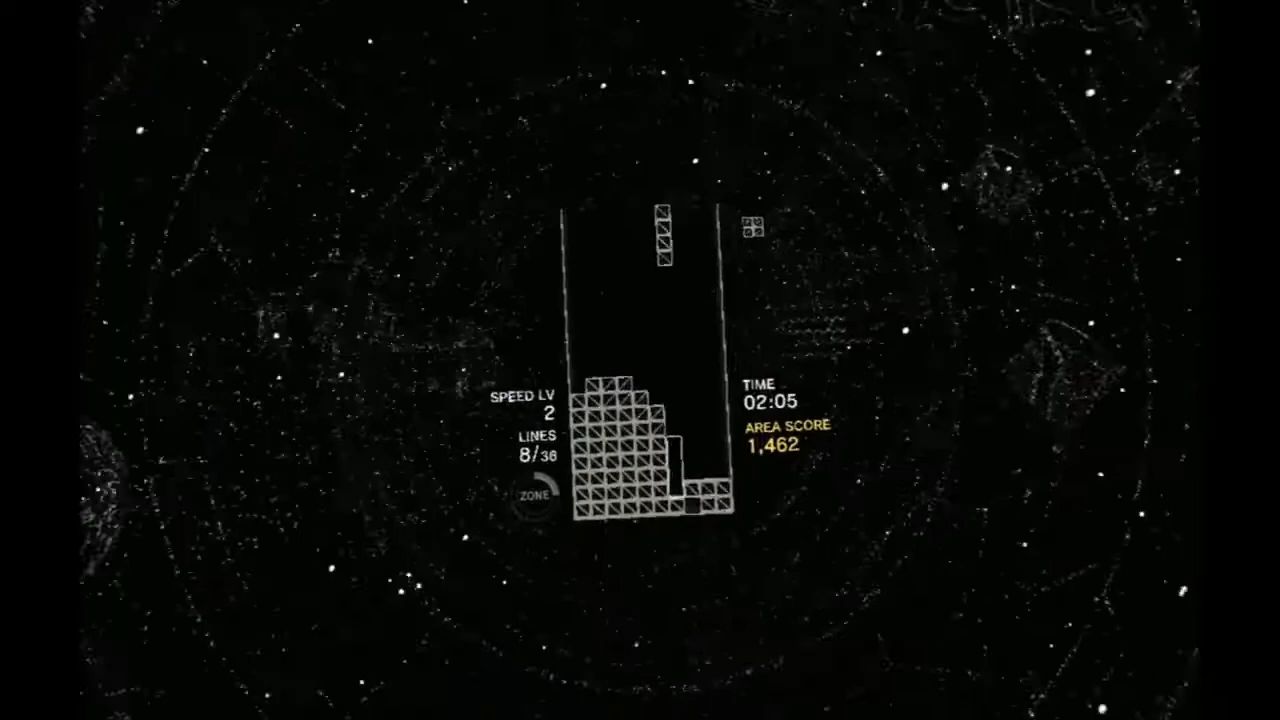 SPEED LV
2
LINES
8/36
ZONE
TIME
02:05
AREA SCORE
1,462